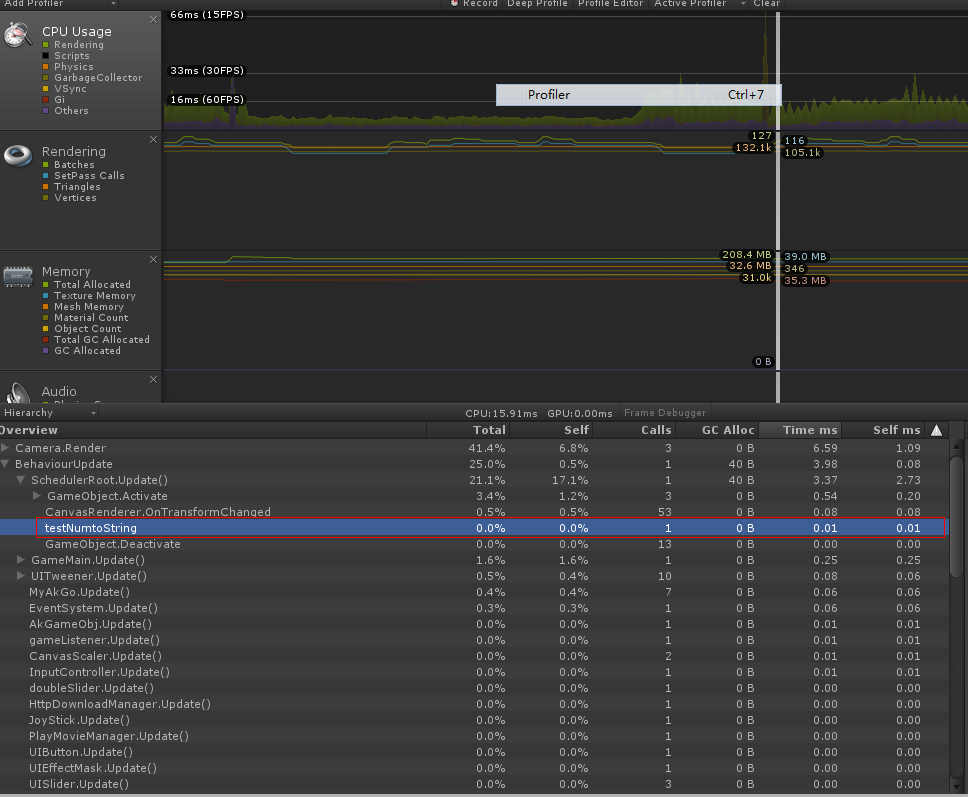 Add Profiler Record Deep Profile Profile Editor Active Profiler Clear
CPU Usage
Rendering
Scripts
Physics
GarbageCollector
VSync
Gi
Others
66ms (15FPS)
33ms (30FPS)
16ms (60FPS)
Profiler Ctrl+7
Rendering
Batches
SetPass Calls
Triangles
Vertices
127
132.1k
116
105.1k
Memory
Total Allocated
Texture Memory
Mesh Memory
Material Count
Object Count
Total GC Allocated
GC Allocated
208.4 MB
32.6 MB
31.0k
39.0 MB
346
35.3 MB
0 B
Audio
Hierarchy CPU:15.91ms GPU:0.00ms Frame Debugger
Overview Total Self Calls GC Alloc Time ms Self ms
Camera.Render 41.4% 6.8% 3 0 B 6.59 1.09
BehaviourUpdate 25.0% 0.5% 1 40 B 3.98 0.08
SchedulerRoot.Update() 21.1% 17.1% 1 40 B 3.37 2.73
GameObject.Activate 3.4% 1.2% 3 0 B 0.54 0.20
CanvasRenderer.OnTransformChanged 0.5% 0.5% 53 0 B 0.08 0.08
testNumtoString 0.0% 0.0% 1 0 B 0.01 0.01
GameObject.Deactivate 0.0% 0.0% 13 0 B 0.00 0.00
GameMain.Update() 1.6% 1.6% 1 0 B 0.25 0.25
UITweener.Update() 0.5% 0.4% 10 0 B 0.08 0.06
MyAkGo.Update() 0.4% 0.4% 7 0 B 0.06 0.06
EventSystem.Update() 0.3% 0.3% 1 0 B 0.06 0.06
AkGameObj.Update() 0.0% 0.0% 1 0 B 0.01 0.01
gameListener.Update() 0.0% 0.0% 1 0 B 0.01 0.01
CanvasScaler.Update() 0.0% 0.0% 2 0 B 0.01 0.01
InputController.Update() 0.0% 0.0% 1 0 B 0.01 0.01
doubleSlider.Update() 0.0% 0.0% 1 0 B 0.00 0.00
HttpDownloadManager.Update() 0.0% 0.0% 1 0 B 0.00 0.00
JoyStick.Update() 0.0% 0.0% 1 0 B 0.00 0.00
PlayMovieManager.Update() 0.0% 0.0% 1 0 B 0.00 0.00
UIButton.Update() 0.0% 0.0% 1 0 B 0.00 0.00
UIEffectMask.Update() 0.0% 0.0% 1 0 B 0.00 0.00
UISlider.Update() 0.0% 0.0% 3 0 B 0.00 0.00